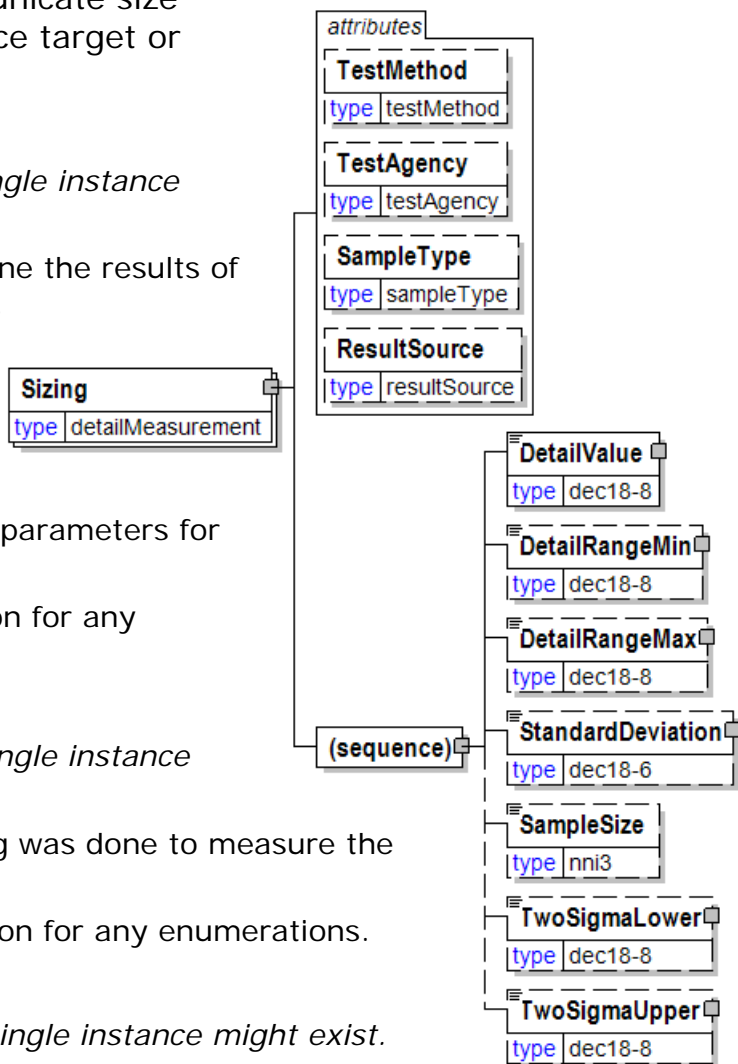 unicate size
ce target or
ngle instance
ne the results of
parameters for
on for any
ngle instance
g was done to measure the
on for any enumerations.
single instance might exist.
Sizing
type detailMeasurement
attributes
TestMethod
type testMethod
TestAgency
type testAgency
SampleType
type sampleType
ResultSource
type resultSource
(sequence)
DetailValue
type dec18-8
DetailRangeMin
type dec18-8
DetailRangeMax
type dec18-8
StandardDeviation
type dec18-6
SampleSize
type nni3
TwoSigmaLower
type dec18-8
TwoSigmaUpper
type dec18-8